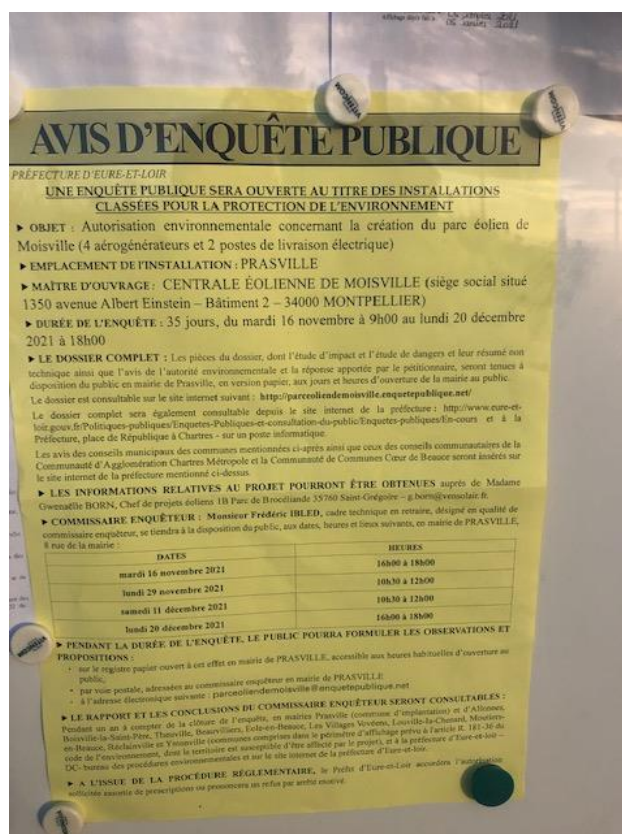 AVIS D'ENQUÊTE PUBLIQUE
PRÉFECTURE D'EURE-ET-LOIR
UNE ENQUÊTE PUBLIQUE SERA OUVERTE AU TITRE DES INSTALLATIONS
CLASSÉES POUR LA PROTECTION DE L'ENVIRONNEMENT
► OBJET : Autorisation environnementale concernant la création du parc éolien de
Moisville (4 aérogénérateurs et 2 postes de livraison électrique)
► EMPLACEMENT DE L'INSTALLATION : PRASVILLE
► MAÎTRE D'OUVRAGE : CENTRALE ÉOLIENNE DE MOISVILLE (siège social situé
1350 avenue Albert Einstein – Bâtiment 2 – 34000 MONTPELLIER)
► DURÉE DE L'ENQUÊTE : 35 jours, du mardi 16 novembre à 9h00 au lundi 20 décembre
2021 à 18h00
► LE DOSSIER COMPLET : Les pièces du dossier, dont l'étude d'impact et l'étude de dangers et leur résumé non
technique ainsi que l'avis de l'autorité environnementale et la réponse apportée par le pétitionnaire, seront tenues à
disposition du public en mairie de Prasville, en version papier, aux jours et heures d'ouverture de la mairie au public.
Le dossier est consultable sur le site internet suivant : http://parceoliendemoisville.enquetepublique.net/
Le dossier complet sera également consultable depuis le site internet de la préfecture : http://www.eure-et-
loir.gouv.fr/Politiques-publiques/Enquetes-Publiques-et-consultation-du-public/Enquetes-publiques/En-cours et à la
Préfecture, place de République à Chartres - sur un poste informatique.
Les avis des conseils municipaux des communes mentionnées ci-après ainsi que ceux des conseils communautaires de la
Communauté d'Agglomération Chartres Métropole et la Communauté de Communes Cœur de Beauce seront insérés sur
le site internet de la préfecture mentionné ci-dessus.
► LES INFORMATIONS RELATIVES AU PROJET POURRONT ÊTRE OBTENUES auprès de Madame
Gwenaëlle BORN, Chef de projets éoliens 1B Parc de Brocéliande 35760 Saint-Grégoire – g.born@vensolair.fr.
► COMMISSAIRE ENQUÊTEUR : Monsieur Frédéric IBLED, cadre technique en retraire, désigné en qualité de
commissaire enquêteur, se tiendra à la disposition du public, aux dates, heures et lieux suivants, en mairie de PRASVILLE,
8 rue de la mairie :
DATES HEURES
mardi 16 novembre 2021 16h00 à 18h00
lundi 29 novembre 2021 10h30 à 12h00
samedi 11 décembre 2021 10h30 à 12h00
lundi 20 décembre 2021 16h00 à 18h00
► PENDANT LA DURÉE DE L'ENQUÊTE, LE PUBLIC POURRA FORMULER LES OBSERVATIONS ET
PROPOSITIONS :
- sur le registre papier ouvert à cet effet en mairie de PRASVILLE, accessible aux heures habituelles d'ouverture au
public,
- par voie postale, adressées au commissaire enquêteur en mairie de PRASVILLE
- à l'adresse électronique suivante : parceoliendemoisville@enquetepublique.net
► LE RAPPORT ET LES CONCLUSIONS DU COMMISSAIRE ENQUÊTEUR SERONT CONSULTABLES :
Pendant un an à compter de la clôture de l'enquête, en mairies Prasville (commune d'implantation) et d'Allonnes,
Boisville-la-Saint-Père, Theuville, Beauvilliers, Eole-en-Beauce, Les Villages Vovéens, Louville-la-Chenard, Moutiers-
en-Beauce, Réclainville et Ymonville (communes comprises dans le périmètre d'affichage prévu à l'article R. 181-36 du
code de l'environnement, dont le territoire est susceptible d'être affecté par le projet), et à la préfecture d'Eure-et-loir –
DC- bureau des procédures environnementales et sur le site internet de la préfecture d'Eure-et-loir.
► A L'ISSUE DE LA PROCÉDURE RÉGLEMENTAIRE, le Préfet d'Eure-et-Loir accordera l'autorisation
sollicitée assortie de prescriptions ou prononcera un refus par arrêté motivé.